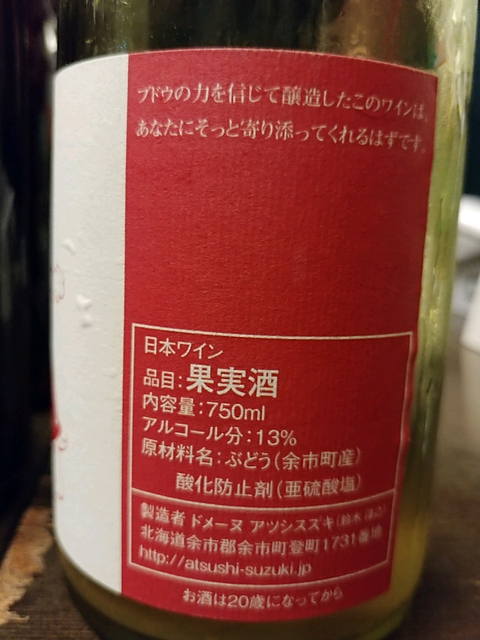 ブドウの力を信じて醸造したこのワインは、
あなたにそっと寄り添ってくれるはずです。
日本ワイン
品目：果実酒
内容量：750ml
アルコール分：13%
原材料名：ぶどう（余市町産）
酸化防止剤（亜硫酸塩）
製造者 ドメーヌ アツシスズキ（鈴木
北海道余市郡余市町登町1731番地
http://atsushi-suzuki.jp
お酒は20歳になってから